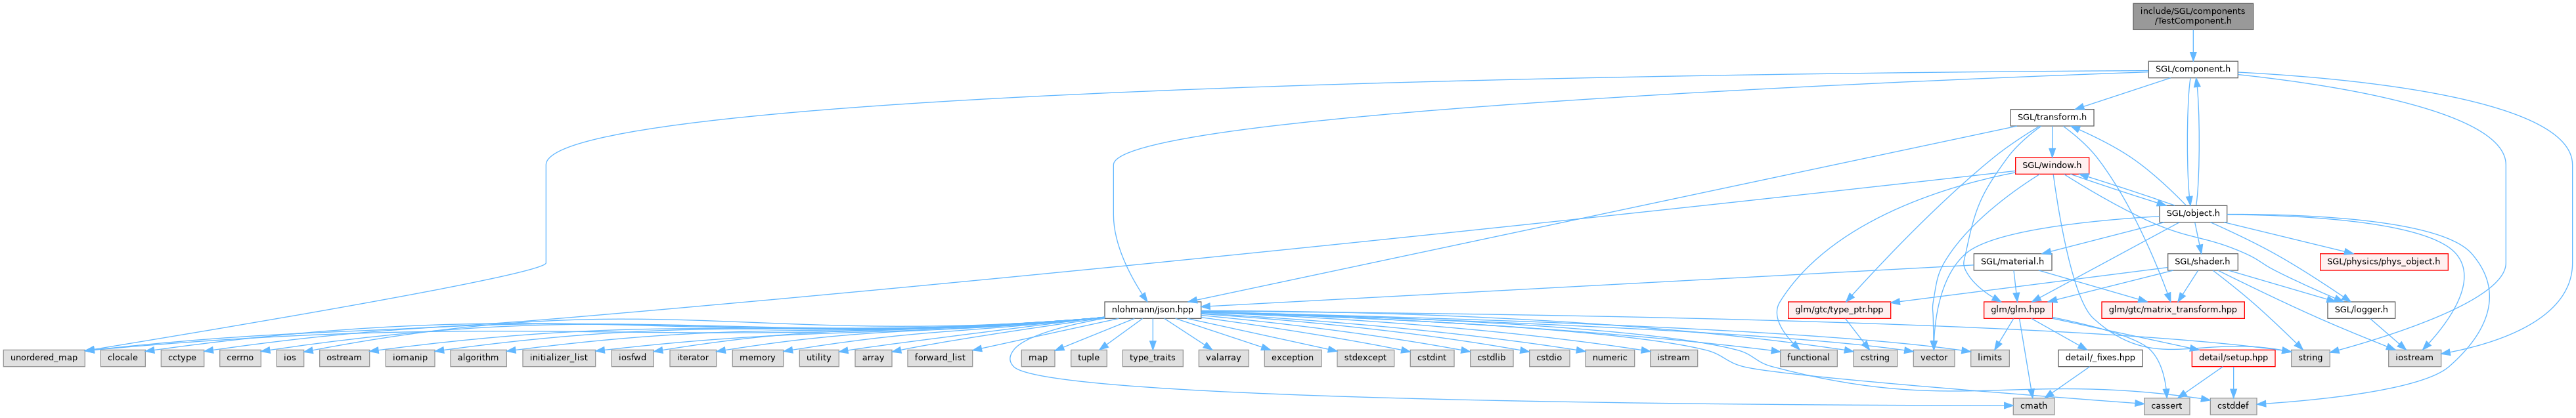 include/SGL/components
/TestComponent.h
SGL/component.h
SGL/transform.h
SGL/window.h
SGL/object.h
SGL/material.h
SGL/shader.h
SGL/physics/phys_object.h
nlohmann/json.hpp
glm/gtc/type_ptr.hpp
glm/glm.hpp
glm/gtc/matrix_transform.hpp
SGL/logger.h
unordered_map
clocale
cctype
cerrno
ios
ostream
iomanip
algorithm
initializer_list
iosfwd
iterator
memory
utility
array
forward_list
map
tuple
type_traits
valarray
exception
stdexcept
cstdint
cstdlib
cstdio
numeric
istream
functional
cstring
vector
limits
detail/_fixes.hpp
detail/setup.hpp
string
iostream
cmath
cassert
cstddef